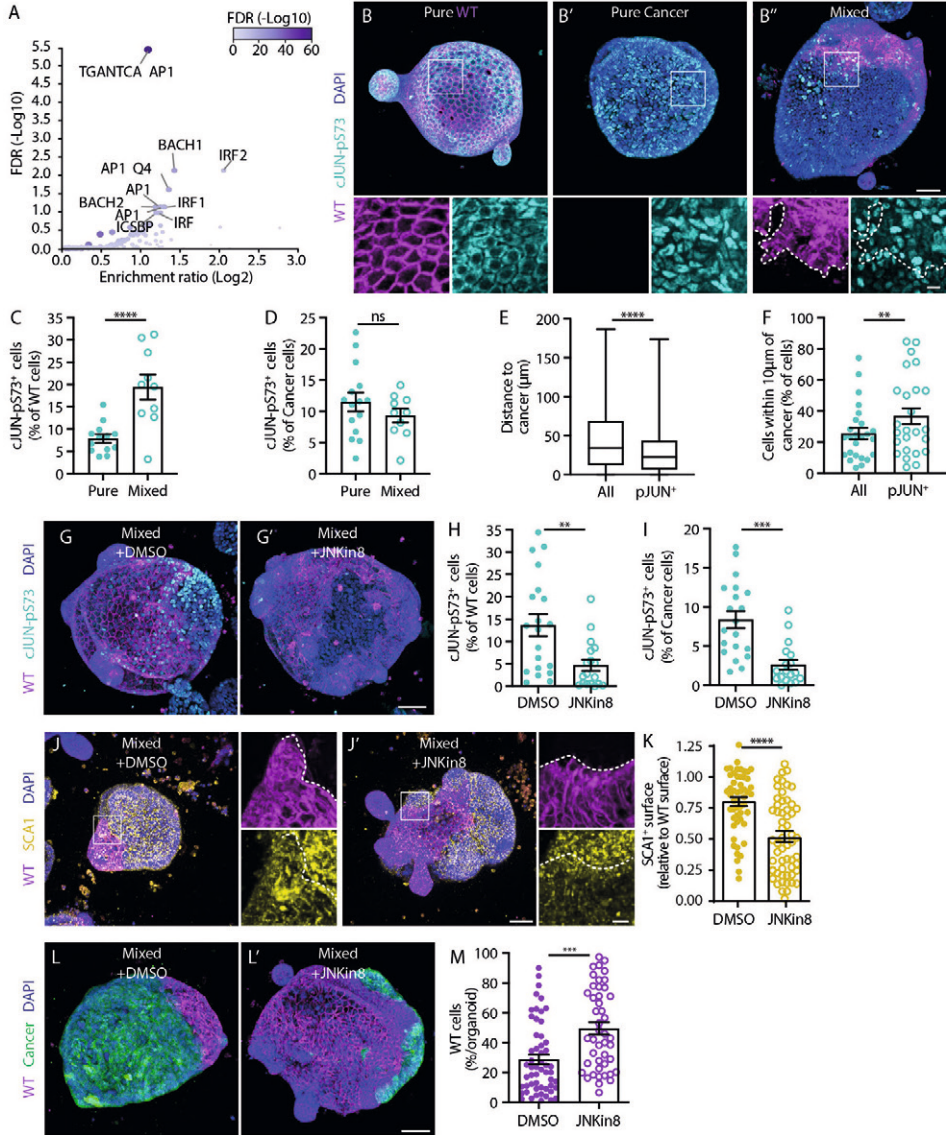 A
FDR (-Log10)
0 20 40 60
5.5
5.0
4.5
4.0
3.5
3.0
2.5
2.0
1.5
1.0
0.5
0.0
FDR (-Log10)
TGANTCA AP1
BACH1
IRF2
AP1 Q4
AP1
BACH2
IRF1
AP1
IRF
ICSBP
0.0 0.5 1.0 1.5 2.0 2.5 3.0
Enrichment ratio (Log2)
WT cJUN-pS73 DAPI
B Pure WT
B' Pure Cancer
B'' Mixed
C
****
cJUN-pS73+ cells
(% of WT cells)
35
30
25
20
15
10
5
0
Pure Mixed
D
ns
cJUN-pS73+ cells
(% of Cancer cells)
25
20
15
10
5
0
Pure Mixed
E
****
Distance to
cancer (µm)
200
150
100
50
0
All pJUN+
F
**
Cells within 10µm of
cancer (% of cells)
100
80
60
40
20
0
All pJUN+
WT cJUN-pS73 DAPI
G Mixed
+DMSO
G' Mixed
+JNKin8
H
**
cJUN-pS73+ cells
(% of WT cells)
35
30
25
20
15
10
5
0
DMSO JNKin8
I
***
cJUN-pS73+ cells
(% of Cancer cells)
20
15
10
5
0
DMSO JNKin8
WT SCA1 DAPI
J Mixed
+DMSO
J' Mixed
+JNKin8
K
****
SCA1+ surface
(relative to WT surface)
1.25
1.00
0.75
0.50
0.25
0.00
DMSO JNKin8
WT Cancer DAPI
L Mixed
+DMSO
L' Mixed
+JNKin8
M
***
WT cells
(%/organoid)
100
80
60
40
20
0
DMSO JNKin8